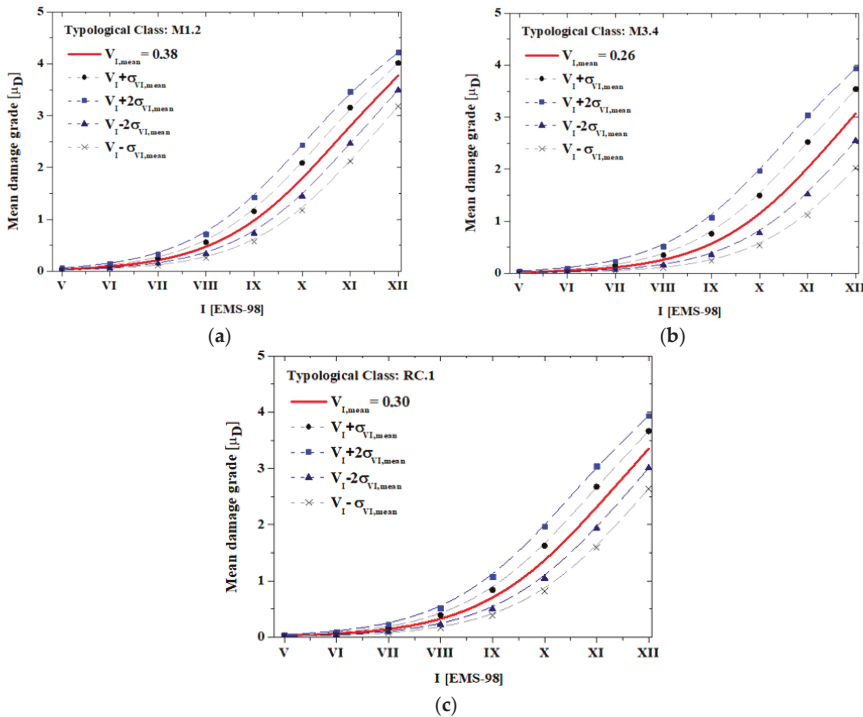 Typological Class: M1.2
V_I,mean = 0.38
V_I+σ_VI,mean
V_I+2σ_VI,mean
V_I-2σ_VI,mean
V_I- σ_VI,mean
Mean damage grade [μ_D]
5
4
3
2
1
0
V VI VII VIII IX X XI XII
I [EMS-98]
(a)
Typological Class: M3.4
V_I,mean = 0.26
V_I+σ_VI,mean
V_I+2σ_VI,mean
V_I-2σ_VI,mean
V_I- σ_VI,mean
Mean damage grade [μ_D]
5
4
3
2
1
0
V VI VII VIII IX X XI XII
I [EMS-98]
(b)
Typological Class: RC.1
V_I,mean = 0.30
V_I+σ_VI,mean
V_I+2σ_VI,mean
V_I-2σ_VI,mean
V_I- σ_VI,mean
Mean damage grade [μ_D]
5
4
3
2
1
0
V VI VII VIII IX X XI XII
I [EMS-98]
(c)